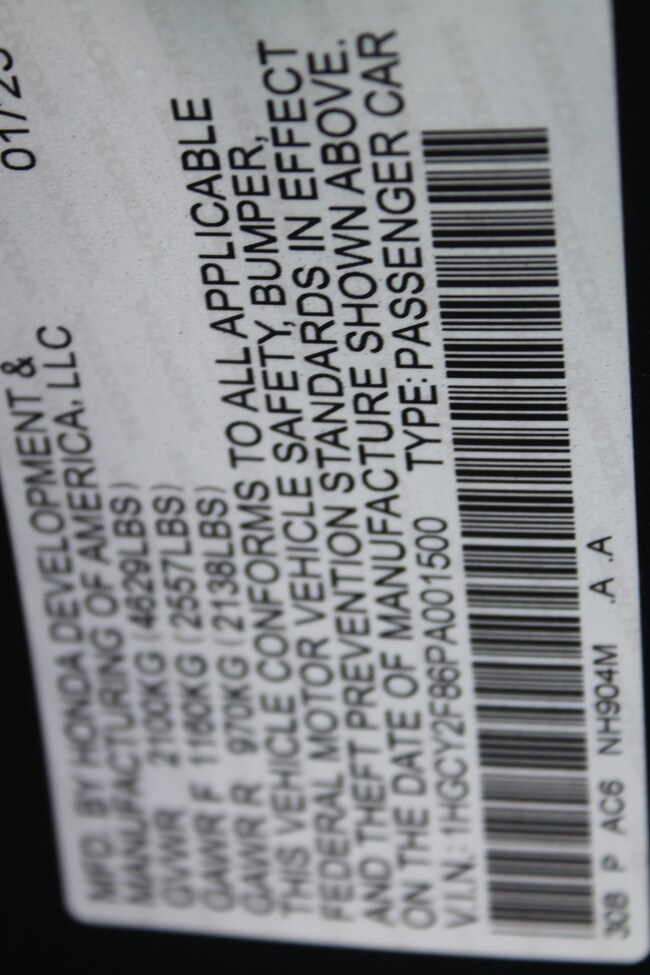 MFD. BY HONDA DEVELOPMENT &
MANUFACTURING OF AMERICA, LLC 01/23
GVWR 2100KG (4629LBS)
GAWR F 1160KG (2557LBS)
GAWR R 970KG (2138LBS)
THIS VEHICLE CONFORMS TO ALL APPLICABLE
FEDERAL MOTOR VEHICLE SAFETY, BUMPER,
AND THEFT PREVENTION STANDARDS IN EFFECT
ON THE DATE OF MANUFACTURE SHOWN ABOVE.
V.I.N.: 1HGCY2F86PA001500 TYPE: PASSENGER CAR
30B P AC6 NH904M .A .A